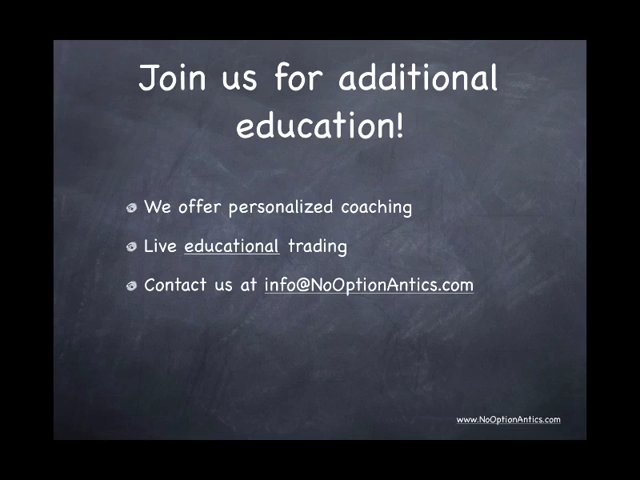 Join us for additional
education!
We offer personalized coaching
Live educational trading
Contact us at info@NoOptionAntics.com
www.NoOptionAntics.com